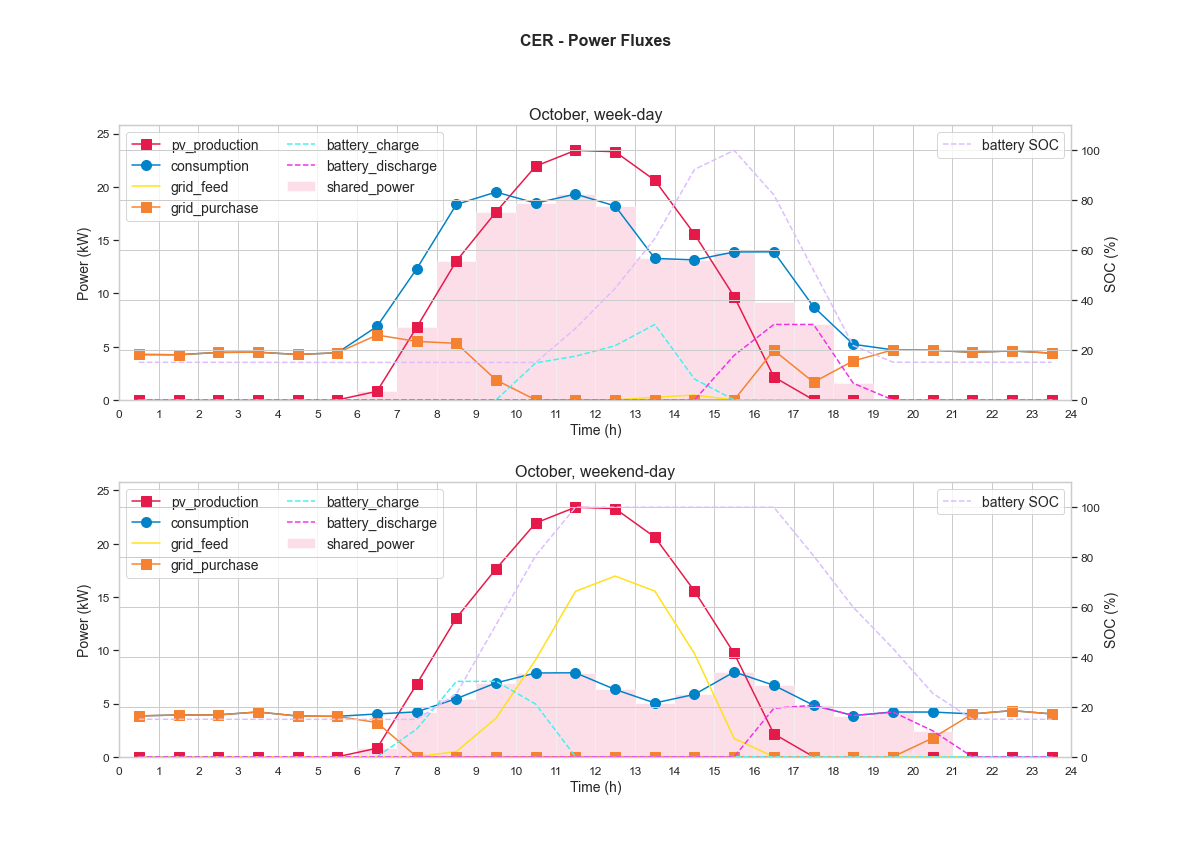 CER - Power Fluxes
October, week-day
pv_production
consumption
grid_feed
grid_purchase
battery_charge
battery_discharge
shared_power
battery SOC
25
20
15
10
5
0
Power (kW)
100
80
60
40
20
0
SOC (%)
0 1 2 3 4 5 6 7 8 9 10 11 12 13 14 15 16 17 18 19 20 21 22 23 24
Time (h)
October, weekend-day
pv_production
consumption
grid_feed
grid_purchase
battery_charge
battery_discharge
shared_power
battery SOC
25
20
15
10
5
0
Power (kW)
100
80
60
40
20
0
SOC (%)
0 1 2 3 4 5 6 7 8 9 10 11 12 13 14 15 16 17 18 19 20 21 22 23 24
Time (h)